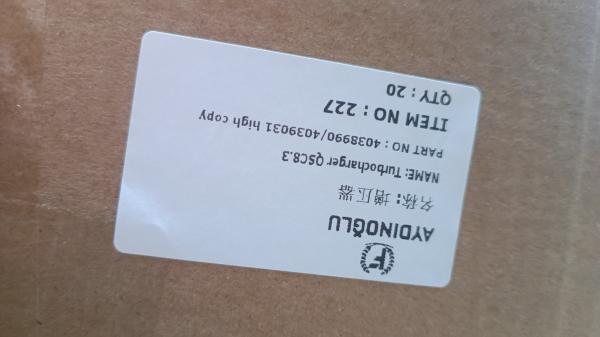 AYDINOĞLU
名称：增压器
NAME: Turbocharger QSC8.3
PART NO : 4038990/4039031 high copy
ITEM NO : 227
QTY : 20